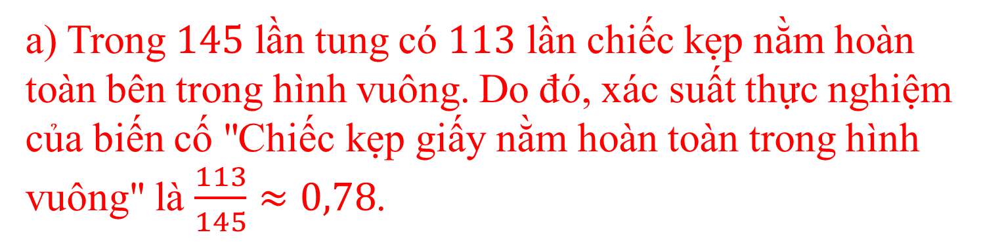 a) Trong 145 lần tung có 113 lần chiếc kẹp nằm hoàn
toàn bên trong hình vuông. Do đó, xác suất thực nghiệm
của biến cố "Chiếc kẹp giấy nằm hoàn toàn trong hình
vuông" là 113/145 ≈ 0,78.